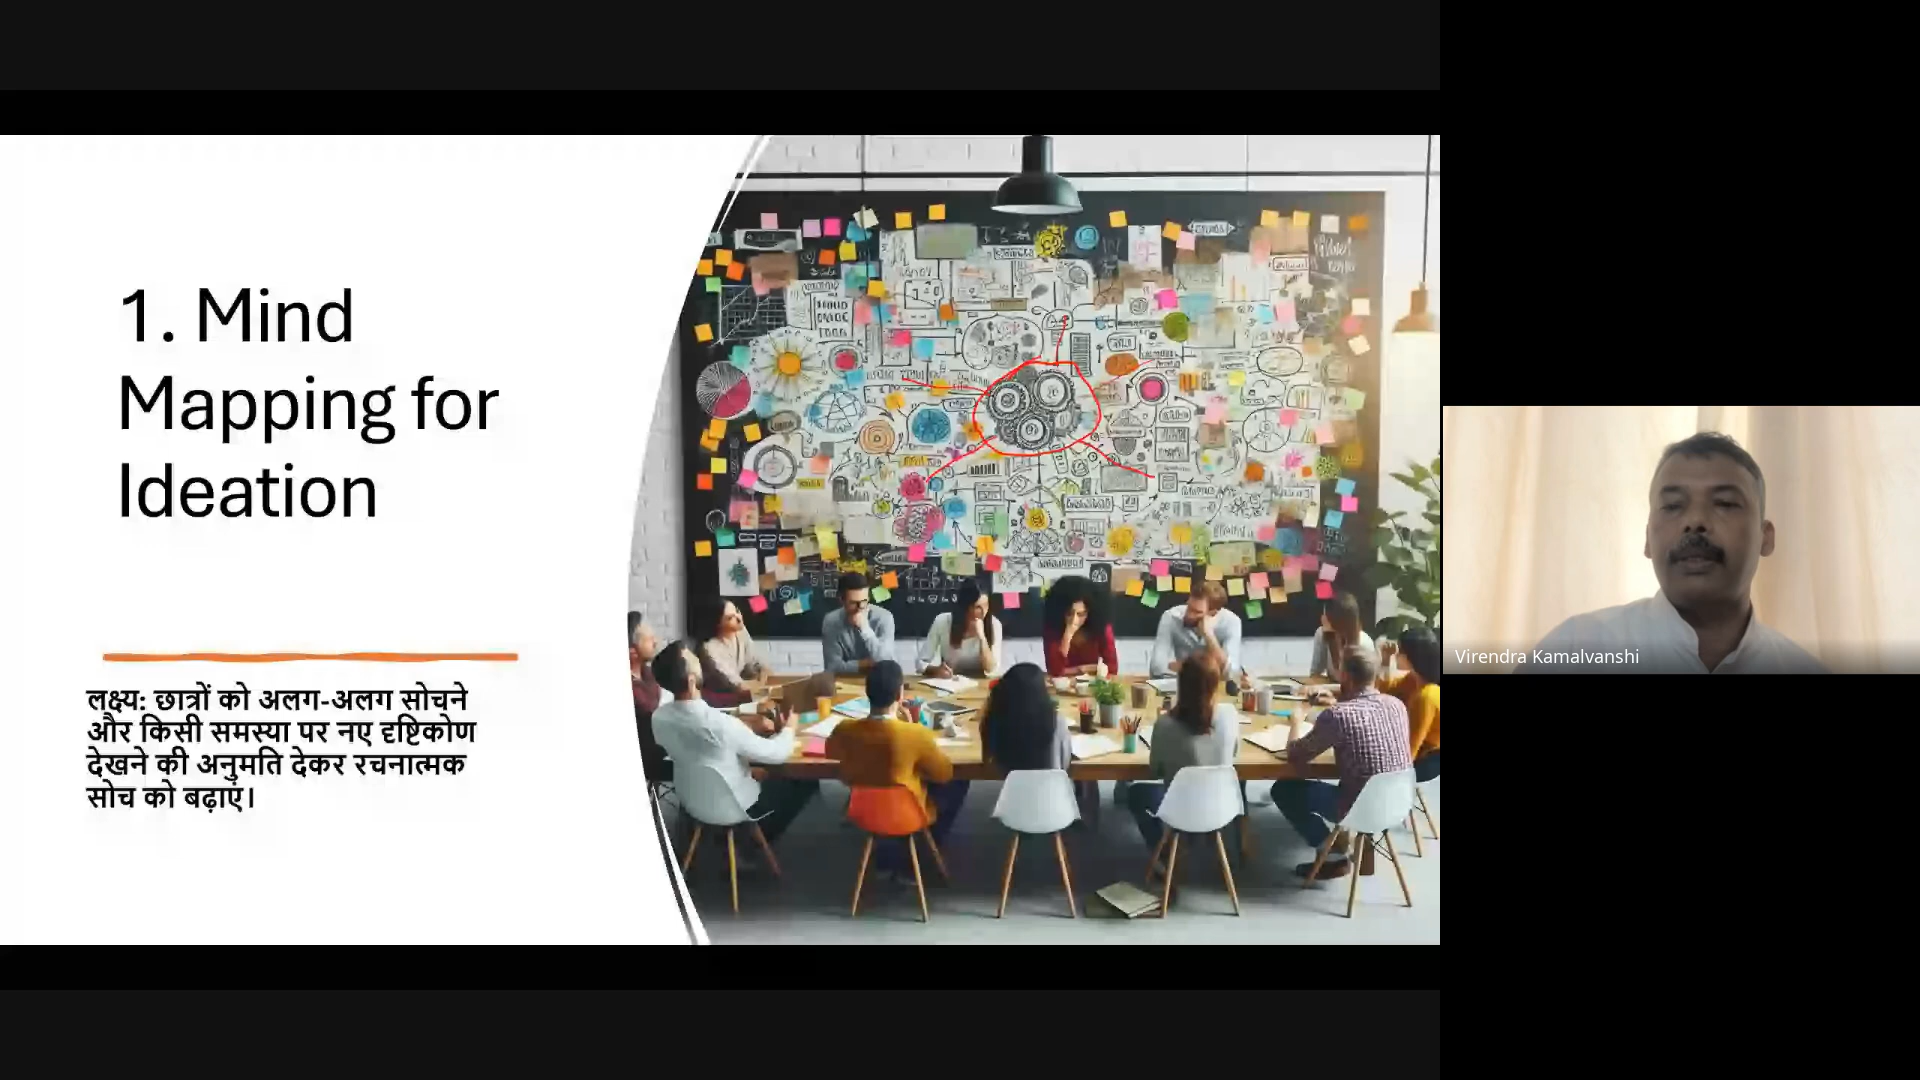 1. Mind
Mapping for
Ideation
लक्ष्य: छात्रों को अलग-अलग सोचने
और किसी समस्या पर नए दृष्टिकोण
देखने की अनुमति देकर रचनात्मक
सोच को बढ़ाएं।
Virendra Kamalvanshi